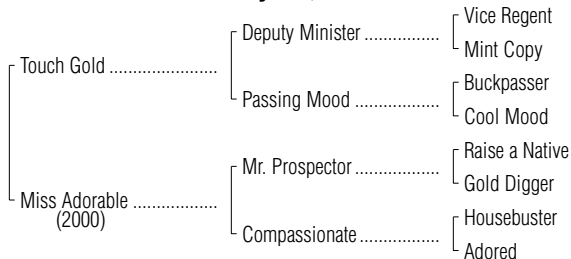 Vice Regent
Deputy Minister ................
Mint Copy
Touch Gold ......................
Buckpasser
Passing Mood .................
Cool Mood
Raise a Native
Mr. Prospector .................
Gold Digger
Miss Adorable .................
(2000)
Housebuster
Compassionate ................
Adored